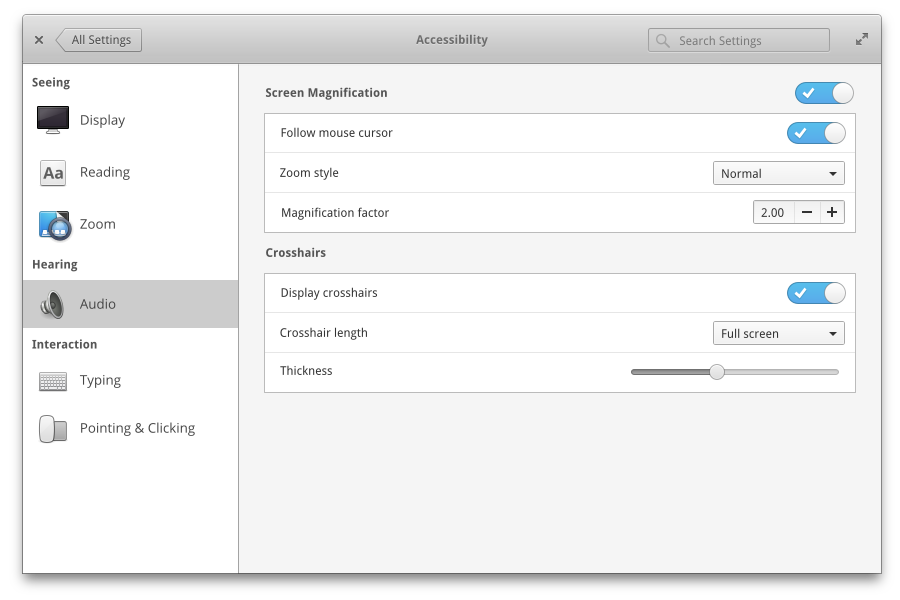 All Settings
Accessibility
Search Settings
Seeing
Display
Aa
Reading
Zoom
Hearing
Audio
Interaction
Typing
Pointing & Clicking
Screen Magnification
Follow mouse cursor
Zoom style
Normal
Magnification factor
2.00
Crosshairs
Display crosshairs
Crosshair length
Full screen
Thickness